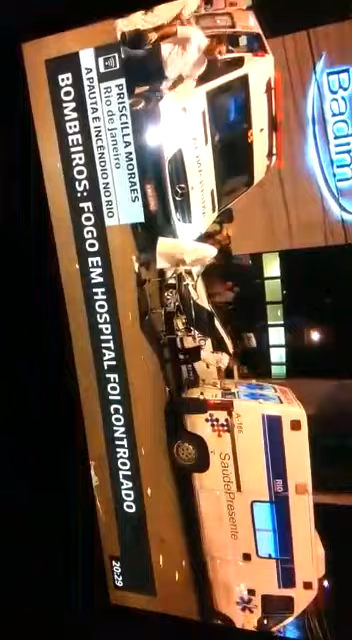 Badim
A-186
RIO
SaúdePresente
PRISCILLA MORAES
Rio de Janeiro
A PAUTA É INCÊNDIO NO RIO
BOMBEIROS: FOGO EM HOSPITAL FOI CONTROLADO
20:29